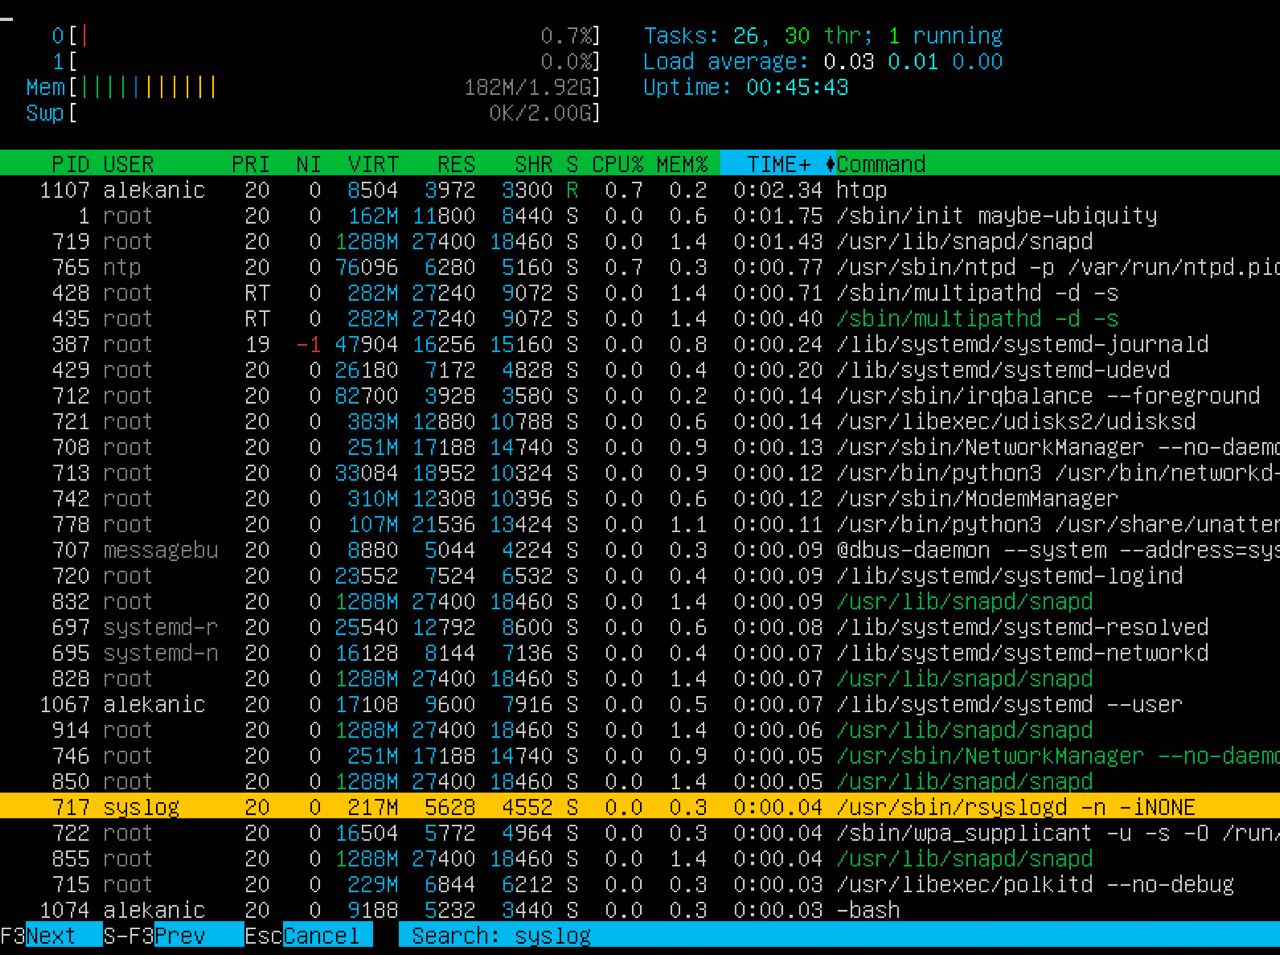 0[| 0.7%] Tasks: 26, 30 thr; 1 running
1[ 0.0%] Load average: 0.03 0.01 0.00
Mem[||||||||||| 182M/1.92G] Uptime: 00:45:43
Swp[ 0K/2.00G]
PID USER PRI NI VIRT RES SHR S CPU% MEM% TIME+ Command
1107 alekanic 20 0 8504 3972 3300 R 0.7 0.2 0:02.34 htop
1 root 20 0 162M 11800 8440 S 0.0 0.6 0:01.75 /sbin/init maybe-ubiquity
719 root 20 0 1288M 27400 18460 S 0.0 1.4 0:01.43 /usr/lib/snapd/snapd
765 ntp 20 0 76096 6280 5160 S 0.7 0.3 0:00.77 /usr/sbin/ntpd -p /var/run/ntpd.pid
428 root RT 0 282M 27240 9072 S 0.0 1.4 0:00.71 /sbin/multipathd -d -s
435 root RT 0 282M 27240 9072 S 0.0 1.4 0:00.40 /sbin/multipathd -d -s
387 root 19 -1 47904 16256 15160 S 0.0 0.8 0:00.24 /lib/systemd/systemd-journald
429 root 20 0 26180 7172 4828 S 0.0 0.4 0:00.20 /lib/systemd/systemd-udevd
712 root 20 0 82700 3928 3580 S 0.0 0.2 0:00.14 /usr/sbin/irqbalance --foreground
721 root 20 0 383M 12880 10788 S 0.0 0.6 0:00.14 /usr/libexec/udisks2/udisksd
708 root 20 0 251M 17188 14740 S 0.0 0.9 0:00.13 /usr/sbin/NetworkManager --no-daemo
713 root 20 0 33084 18952 10324 S 0.0 0.9 0:00.12 /usr/bin/python3 /usr/bin/networkd-
742 root 20 0 310M 12308 10396 S 0.0 0.6 0:00.12 /usr/sbin/ModemManager
778 root 20 0 107M 21536 13424 S 0.0 1.1 0:00.11 /usr/bin/python3 /usr/share/unatten
707 messagebu 20 0 8880 5044 4224 S 0.0 0.3 0:00.09 @dbus-daemon --system --address=sys
720 root 20 0 23552 7524 6532 S 0.0 0.4 0:00.09 /lib/systemd/systemd-logind
832 root 20 0 1288M 27400 18460 S 0.0 1.4 0:00.09 /usr/lib/snapd/snapd
697 systemd-r 20 0 25540 12792 8600 S 0.0 0.6 0:00.08 /lib/systemd/systemd-resolved
695 systemd-n 20 0 16128 8144 7136 S 0.0 0.4 0:00.07 /lib/systemd/systemd-networkd
828 root 20 0 1288M 27400 18460 S 0.0 1.4 0:00.07 /usr/lib/snapd/snapd
1067 alekanic 20 0 17108 9600 7916 S 0.0 0.5 0:00.07 /lib/systemd/systemd --user
914 root 20 0 1288M 27400 18460 S 0.0 1.4 0:00.06 /usr/lib/snapd/snapd
746 root 20 0 251M 17188 14740 S 0.0 0.9 0:00.05 /usr/sbin/NetworkManager --no-daemo
850 root 20 0 1288M 27400 18460 S 0.0 1.4 0:00.05 /usr/lib/snapd/snapd
717 syslog 20 0 217M 5628 4552 S 0.0 0.3 0:00.04 /usr/sbin/rsyslogd -n -iNONE
722 root 20 0 16504 5772 4964 S 0.0 0.3 0:00.04 /sbin/wpa_supplicant -u -s -O /run/
855 root 20 0 1288M 27400 18460 S 0.0 1.4 0:00.04 /usr/lib/snapd/snapd
715 root 20 0 229M 6844 6212 S 0.0 0.3 0:00.03 /usr/libexec/polkitd --no-debug
1074 alekanic 20 0 9188 5232 3440 S 0.0 0.3 0:00.03 -bash
F3Next S-F3Prev EscCancel Search: syslog